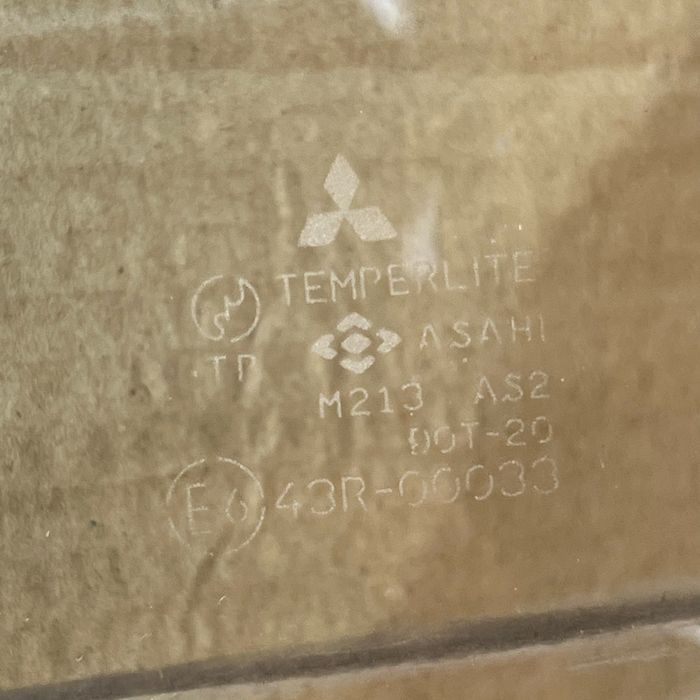 TEMPERLITE
TP
ASAHI
M213 AS2
DOT-20
E6 43R-00033